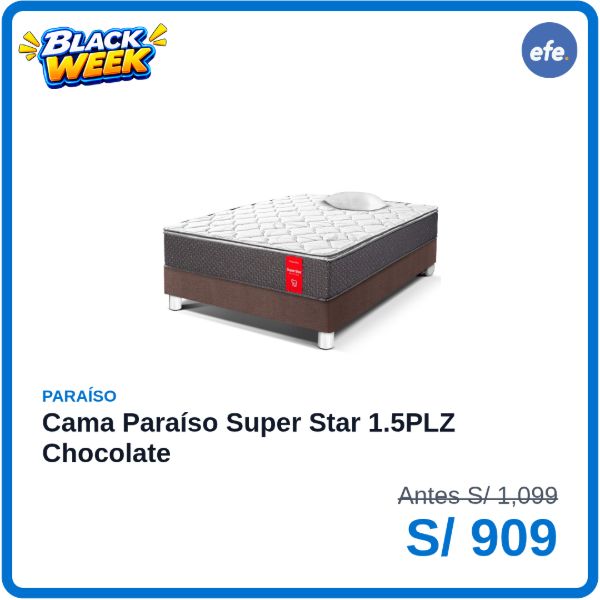 BLACK
WEEK
efe.
PARAÍSO
Cama Paraíso Super Star 1.5PLZ
Chocolate
Antes S/ 1,099
S/ 909